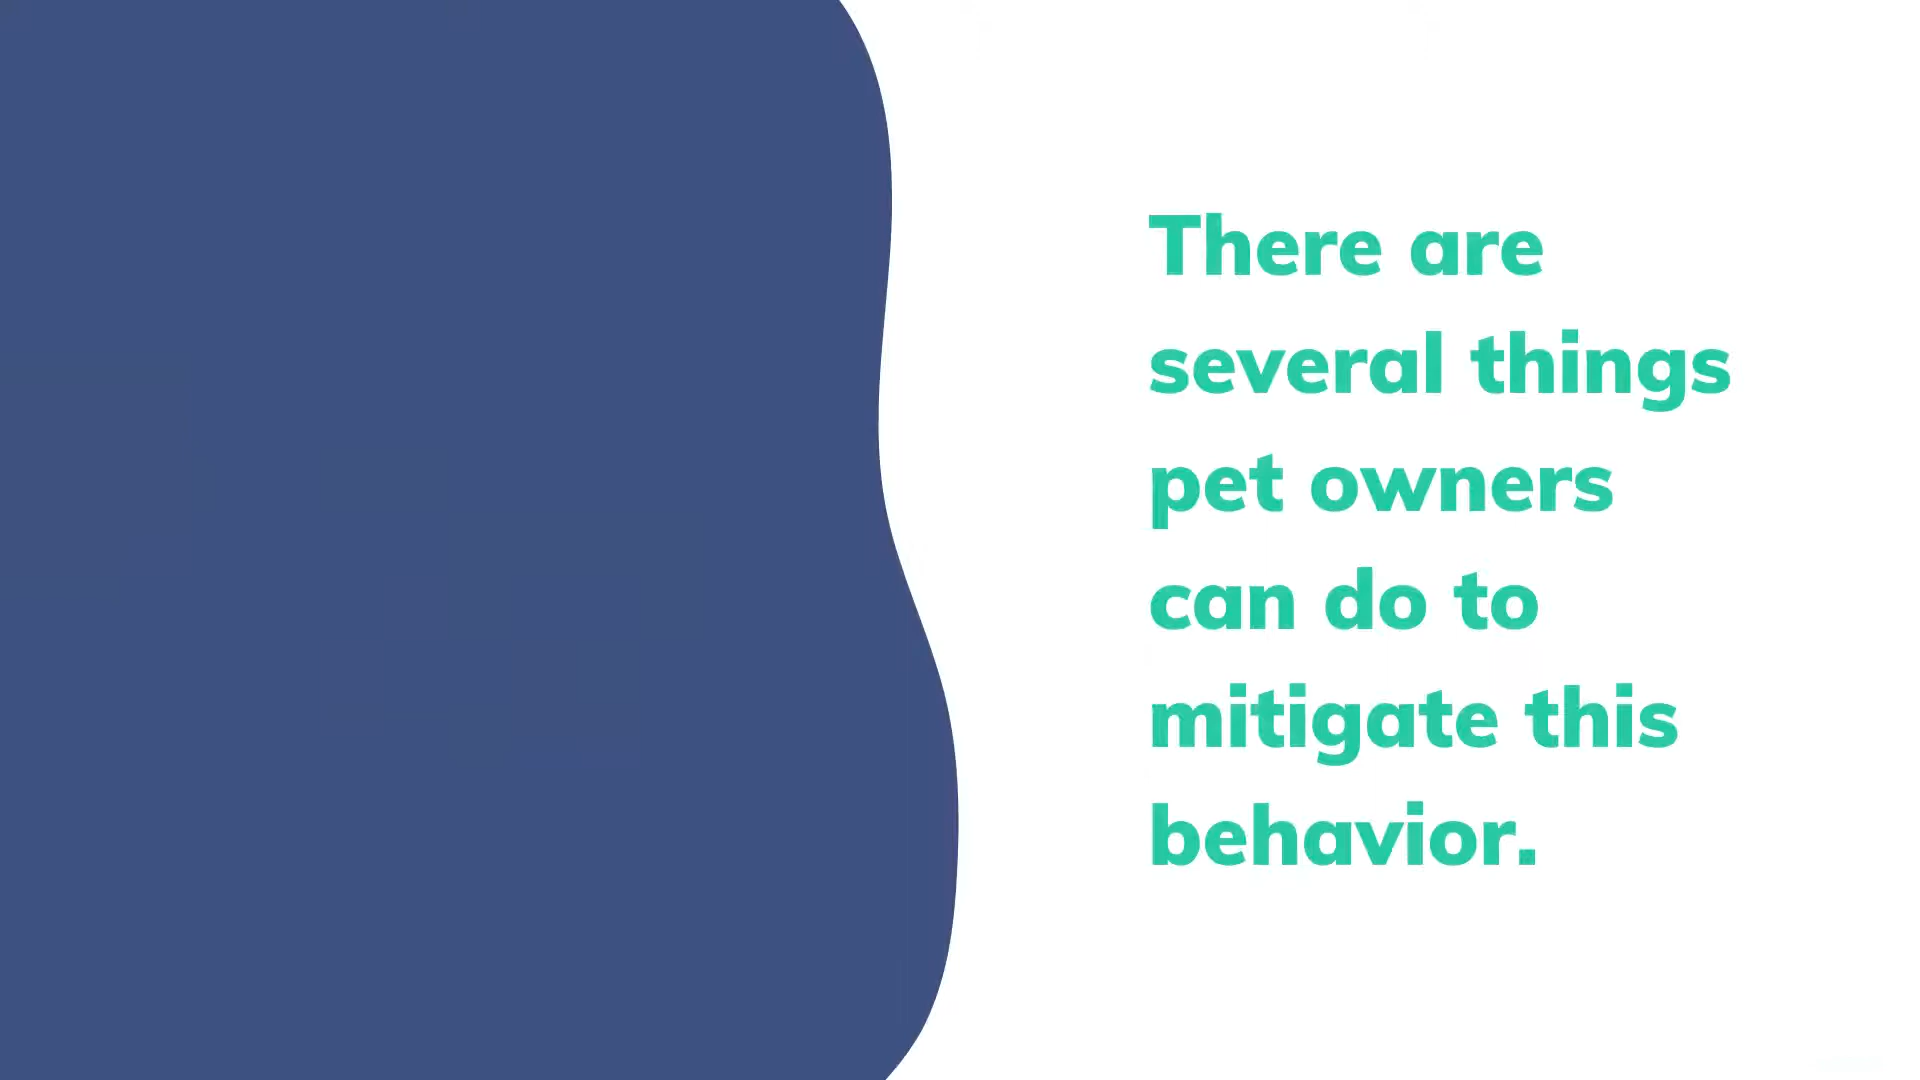 There are
several things
pet owners
can do to
mitigate this
behavior.